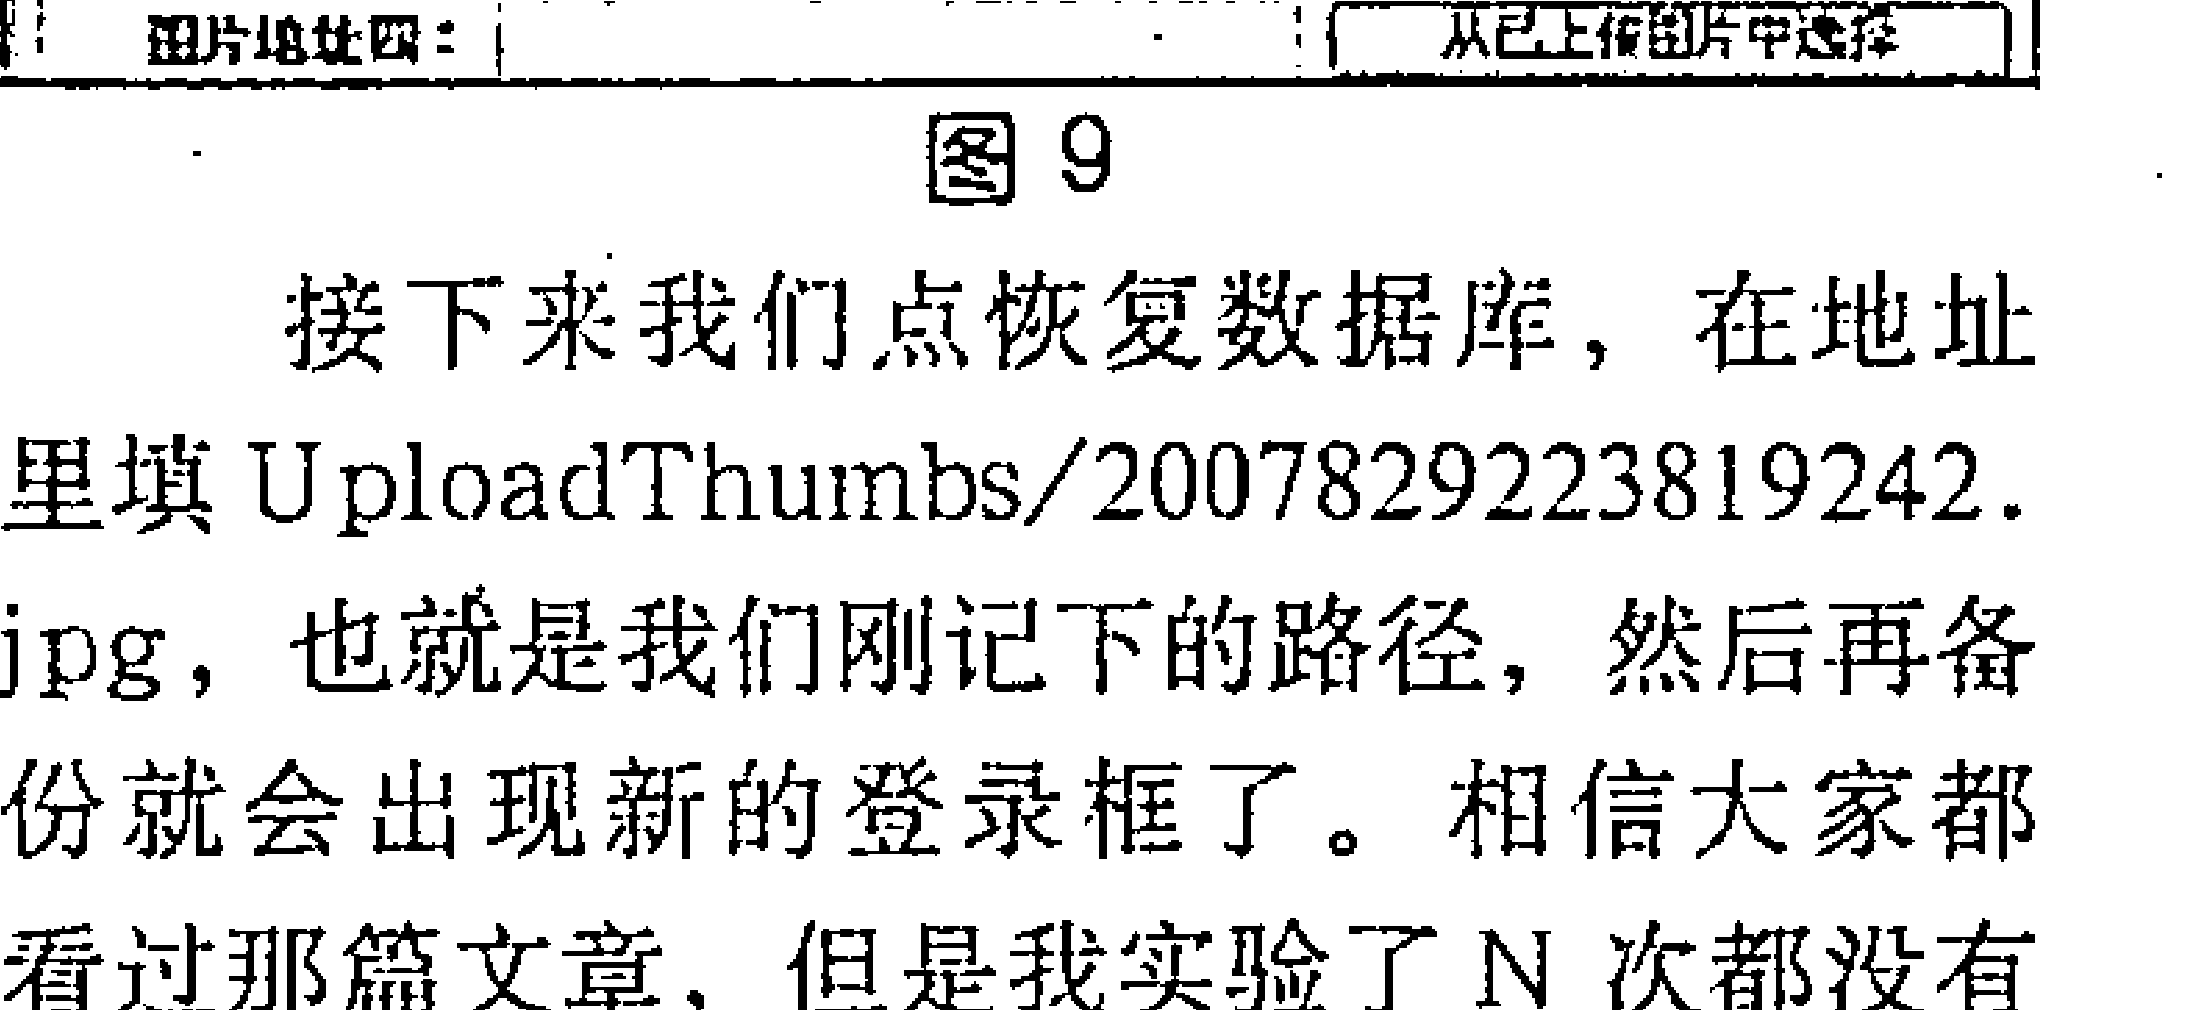 图片地址四：
从已上传图片中选择
图 9
接下来我们点恢复数据库，在地址
里填 UploadThumbs/2007829223819242.
jpg，也就是我们刚记下的路径，然后再备
份就会出现新的登录框了。相信大家都
看过那篇文章，但是我实验了 N 次都没有